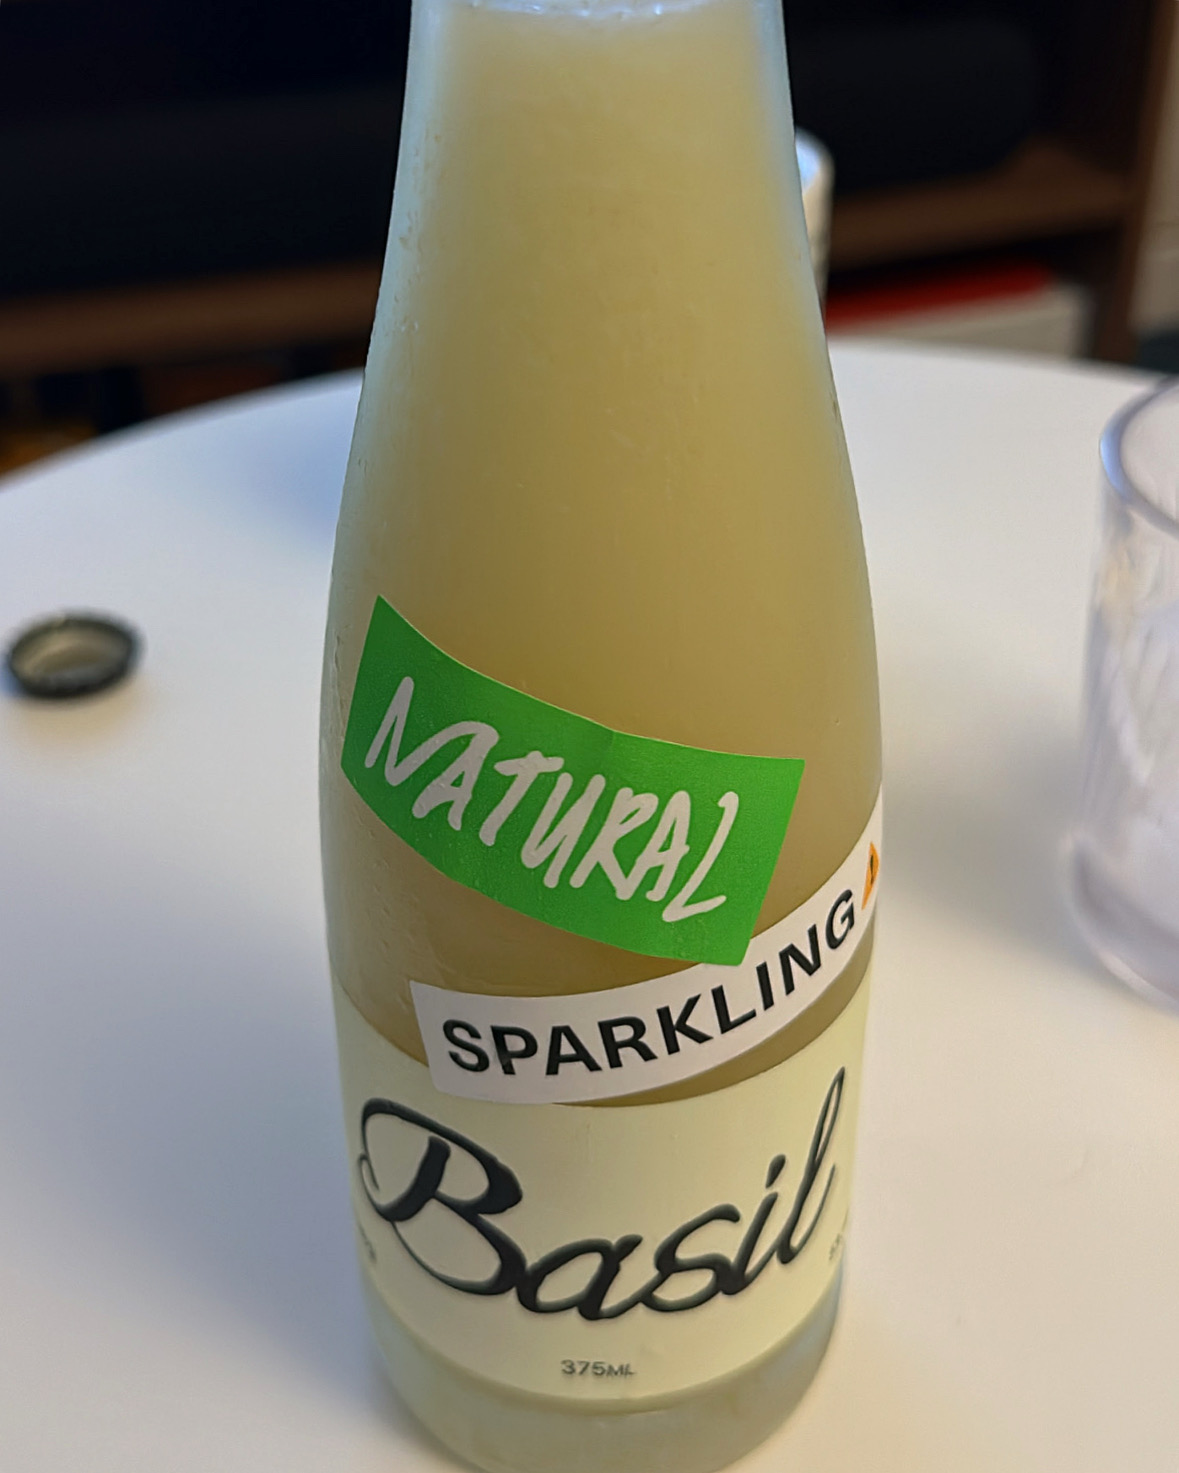 NATURAL
SPARKLING
Basil
375ML